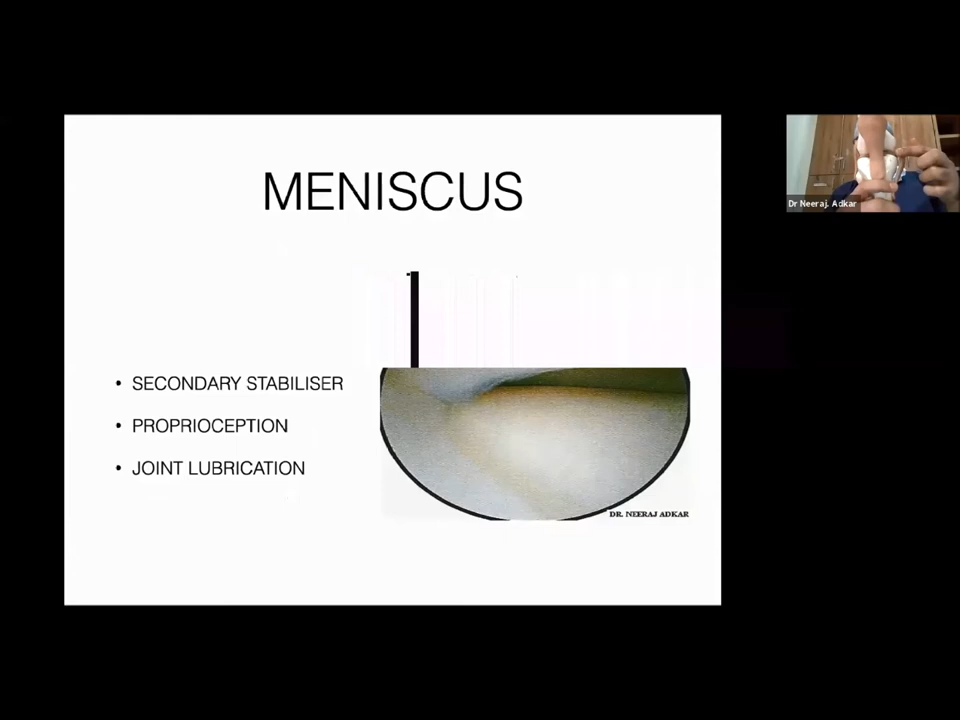 MENISCUS
• SECONDARY STABILISER
• PROPRIOCEPTION
• JOINT LUBRICATION
DR. NEERAJ ADKAR
Dr Neeraj. Adkar